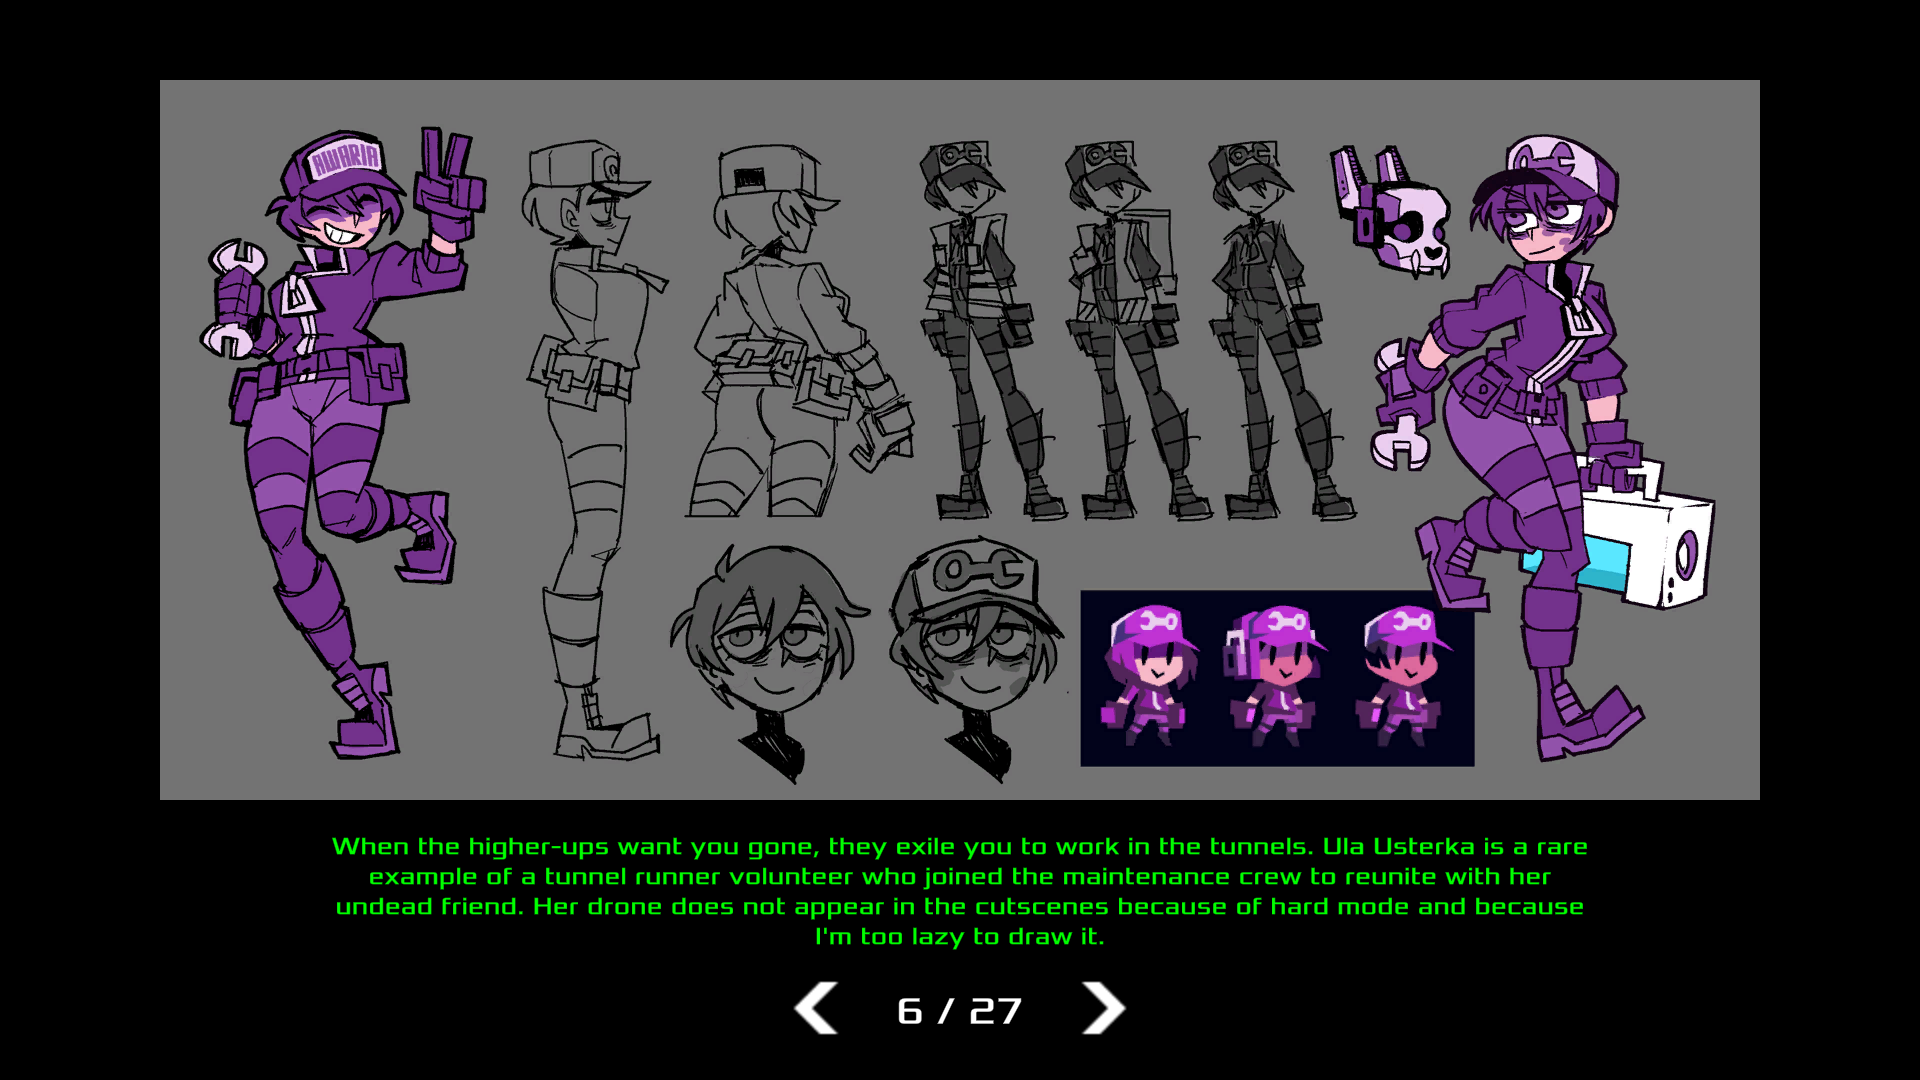 AWARIA
When the higher-ups want you gone, they exile you to work in the tunnels. Ula Usterka is a rare
example of a tunnel runner volunteer who joined the maintenance crew to reunite with her
undead friend. Her drone does not appear in the cutscenes because of hard mode and because
I'm too lazy to draw it.
6 / 27